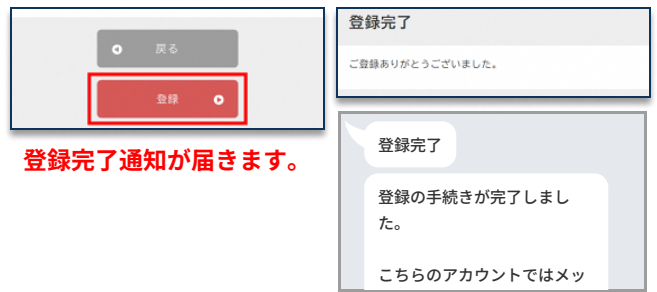 戻る
登録
登録完了通知が届きます。
登録完了
ご登録ありがとうございました。
登録完了
登録の手続きが完了しまし
た。
こちらのアカウントではメッ